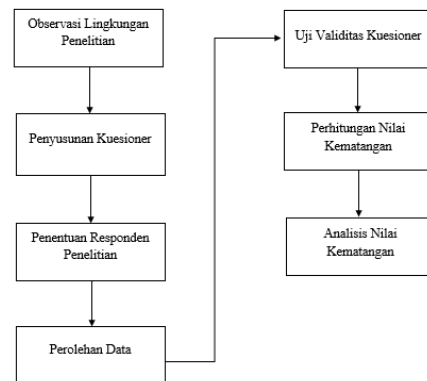 Observasi Lingkungan
Penelitian
Penyusunan Kuesioner
Penentuan Responden
Penelitian
Perolehan Data
Uji Validitas Kuesioner
Perhitungan Nilai
Kematangan
Analisis Nilai
Kematangan